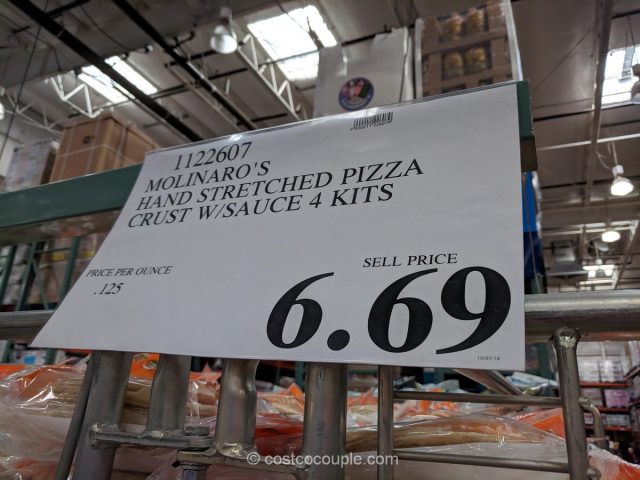 1122607
MOLINARO'S
HAND STRETCHED PIZZA
CRUST W/SAUCE 4 KITS
PRICE PER OUNCE
.125
SELL PRICE
6.69
10/07/18
© costcocouple.com